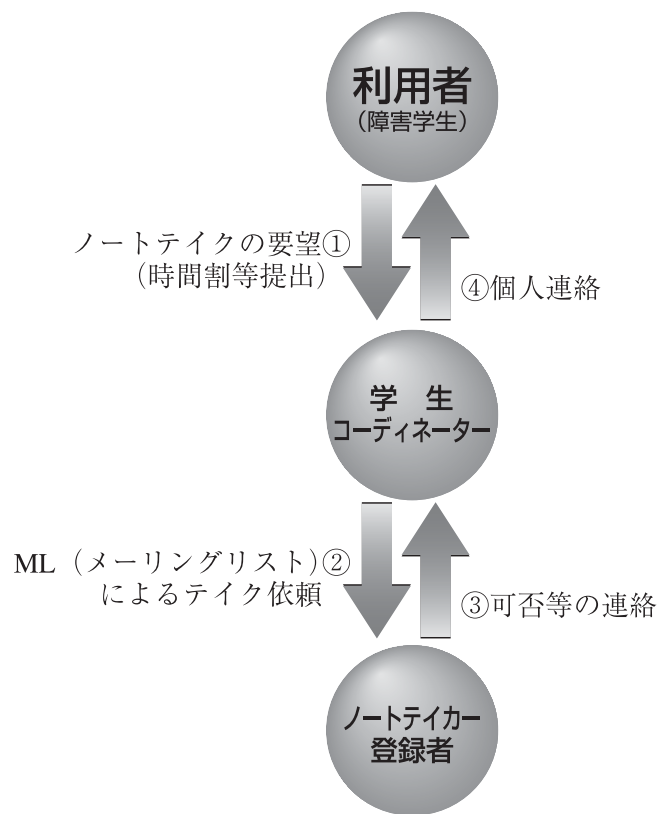 利用者
（障害学生）
ノートテイクの要望①
（時間割等提出）
④個人連絡
学　生
コーディネーター
ML（メーリングリスト）②
によるテイク依頼
③可否等の連絡
ノートテイカー
登録者